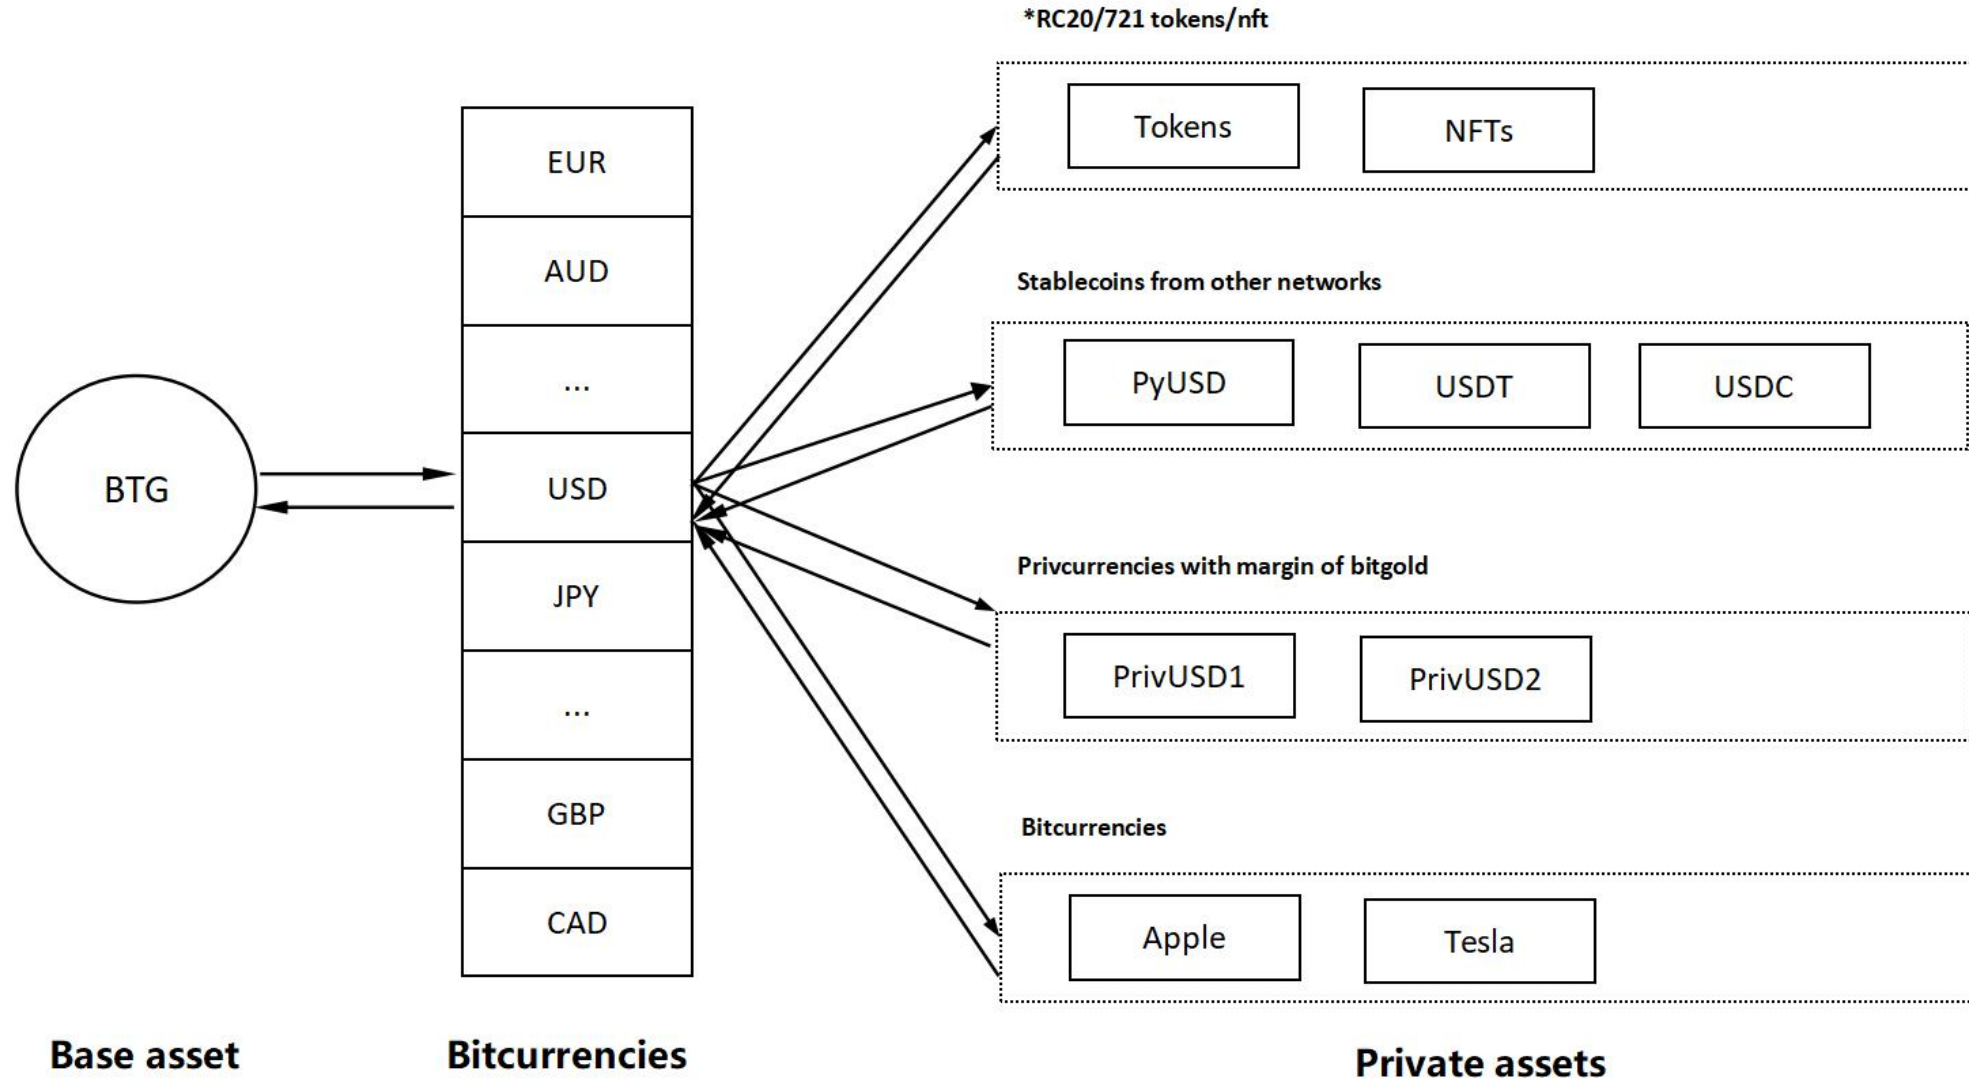 *RC20/721 tokens/nft
Tokens
NFTs
EUR
AUD
...
USD
JPY
...
GBP
CAD
BTG
Stablecoins from other networks
PyUSD
USDT
USDC
Privcurrencies with margin of bitgold
PrivUSD1
PrivUSD2
Bitcurrencies
Apple
Tesla
Base asset
Bitcurrencies
Private assets